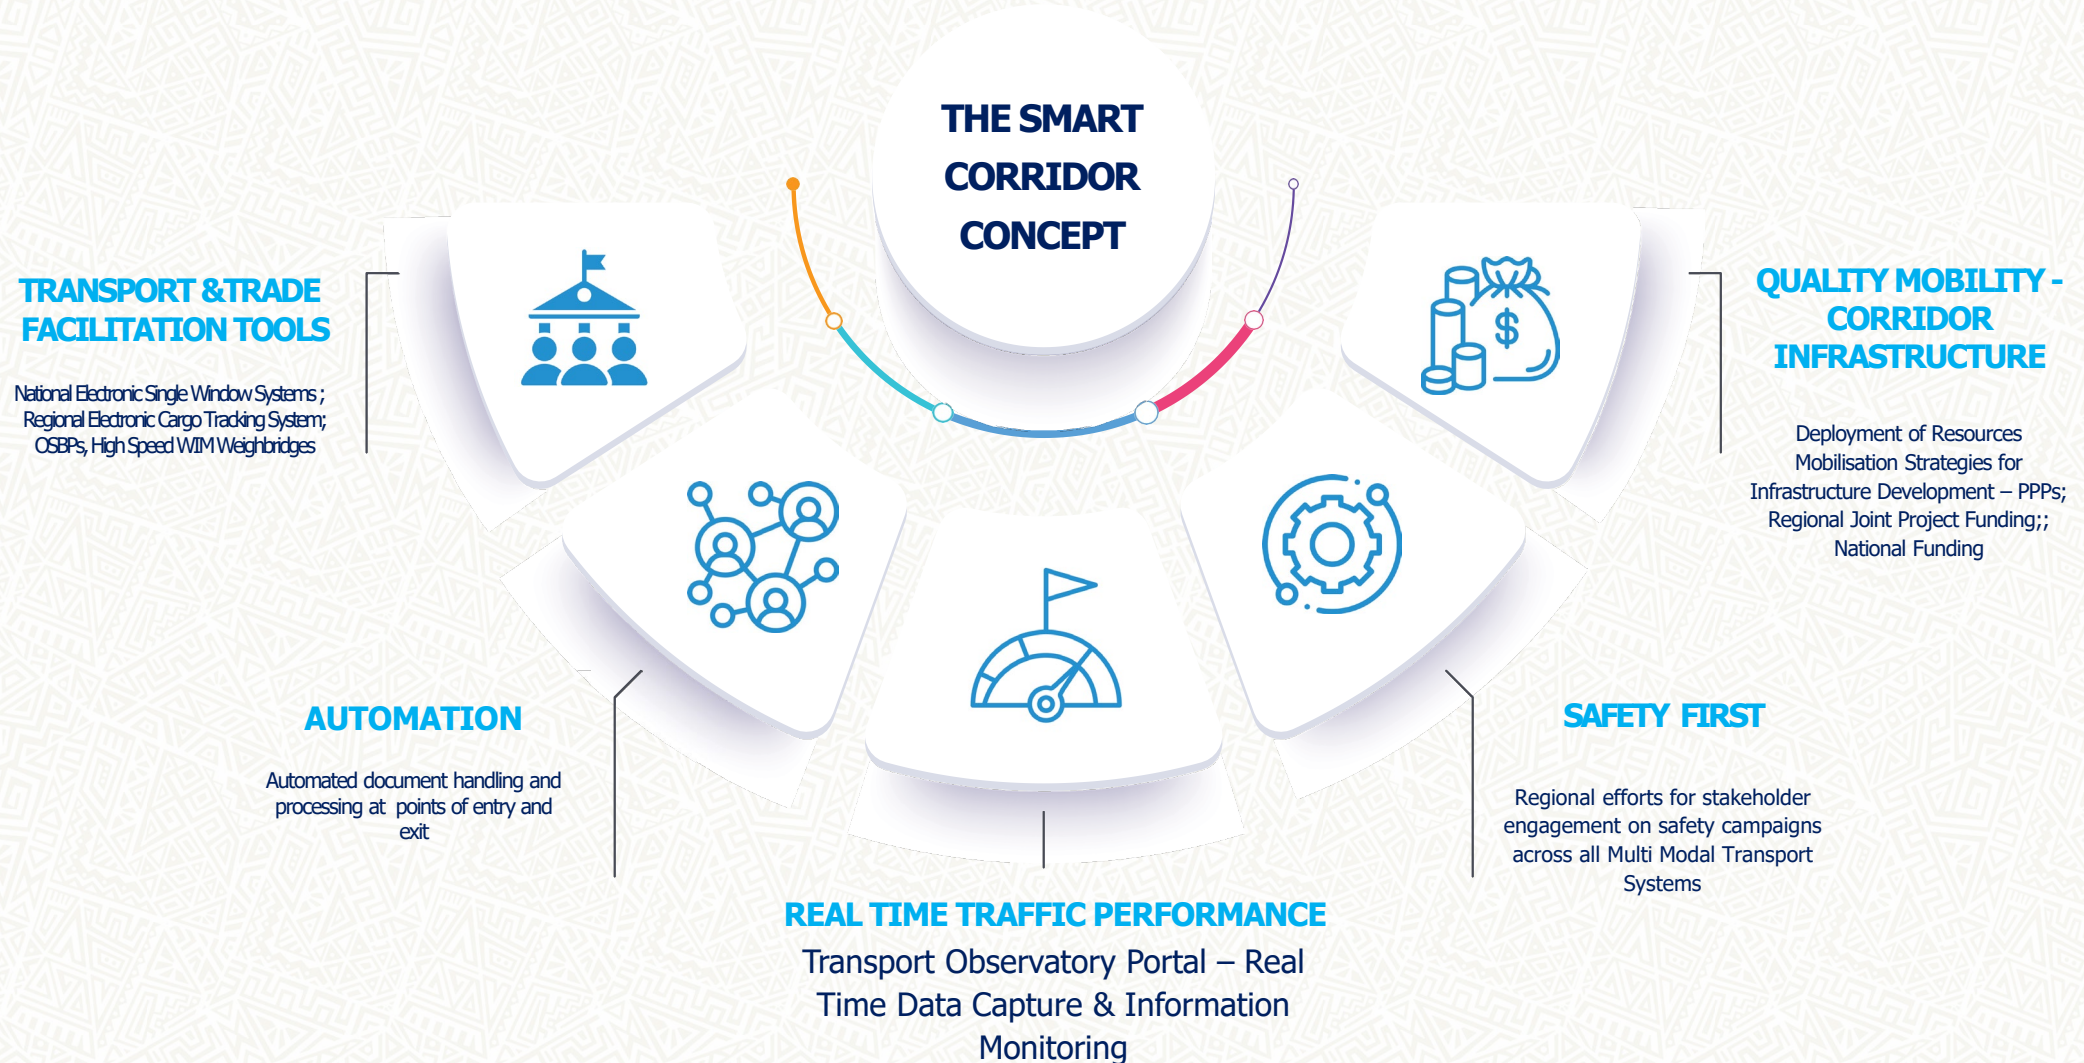 THE SMART
CORRIDOR
CONCEPT
TRANSPORT &TRADE
FACILITATION TOOLS
National Electronic Single Window Systems ;
Regional Electronic Cargo Tracking System;
OSBPs, High Speed WIM Weighbridges
AUTOMATION
Automated document handling and
processing at points of entry and
exit
REAL TIME TRAFFIC PERFORMANCE
Transport Observatory Portal – Real
Time Data Capture & Information
Monitoring
SAFETY FIRST
Regional efforts for stakeholder
engagement on safety campaigns
across all Multi Modal Transport
Systems
QUALITY MOBILITY -
CORRIDOR
INFRASTRUCTURE
Deployment of Resources
Mobilisation Strategies for
Infrastructure Development – PPPs;
Regional Joint Project Funding;;
National Funding
$